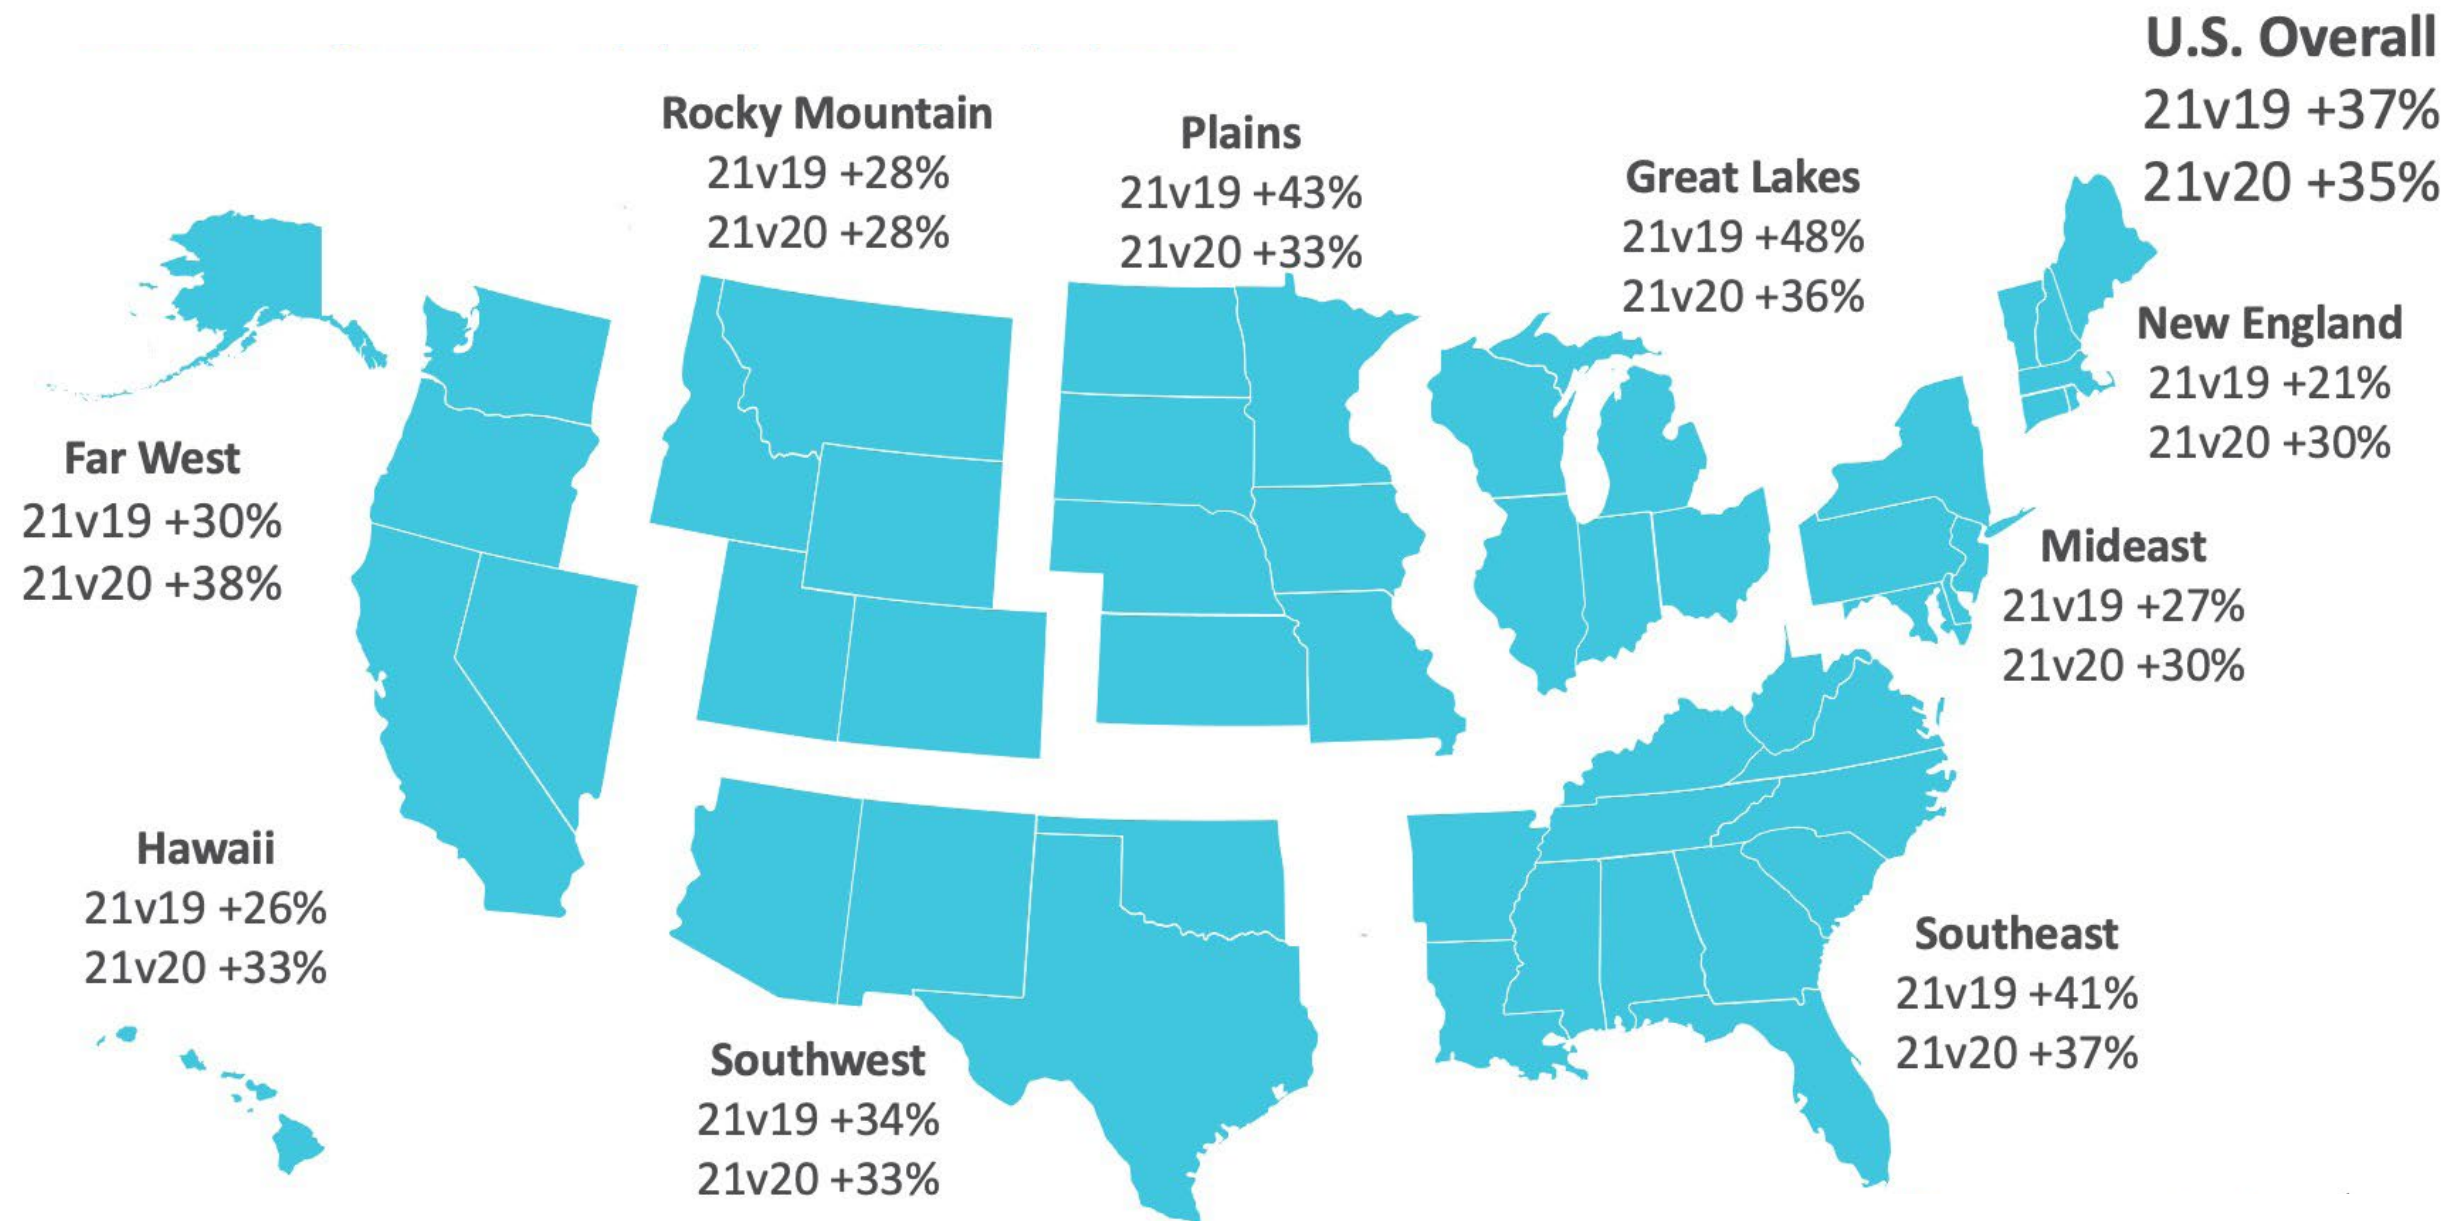 U.S. Overall
21v19 +37%
21v20 +35%
Rocky Mountain
21v19 +28%
21v20 +28%
Plains
21v19 +43%
21v20 +33%
Great Lakes
21v19 +48%
21v20 +36%
New England
21v19 +21%
21v20 +30%
Far West
21v19 +30%
21v20 +38%
Mideast
21v19 +27%
21v20 +30%
Hawaii
21v19 +26%
21v20 +33%
Southeast
21v19 +41%
21v20 +37%
Southwest
21v19 +34%
21v20 +33%